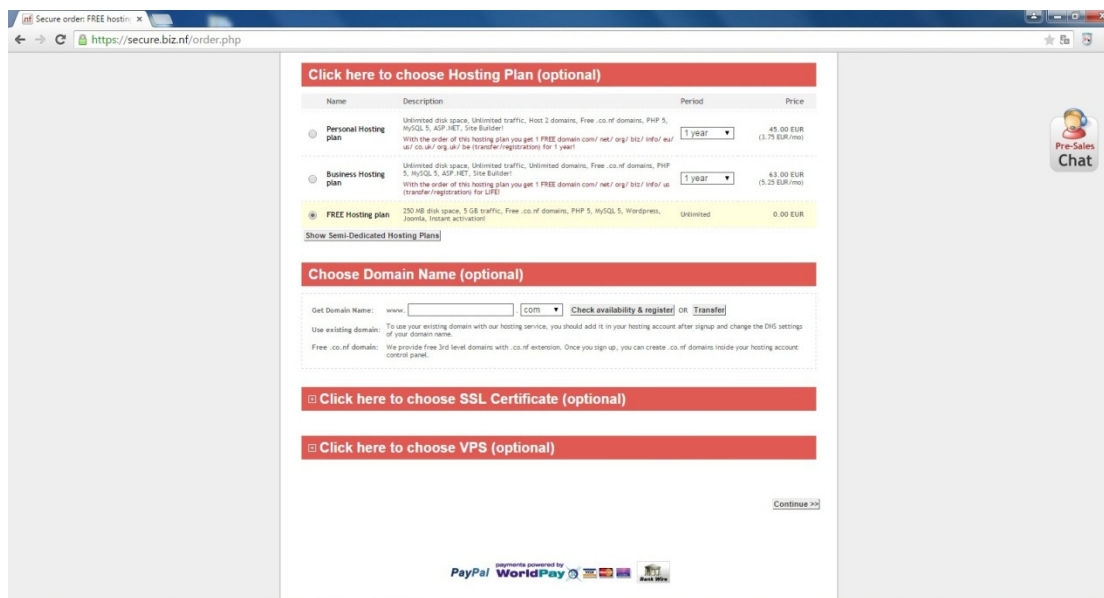 Secure order: FREE hostin
https://secure.biz.nf/order.php
Click here to choose Hosting Plan (optional)
Name Description Period Price
Personal Hosting plan
Unlimited disk space, Unlimited traffic, Host 2 domains, Free .co.nf domains, PHP 5,
MySQL 5, ASP.NET, Site Builder!
With the order of this hosting plan you get 1 FREE domain com/ net/ org/ biz/ info/ eu/
us/ co.uk/ org.uk/ be (transfer/registration) for 1 year!
1 year
45.00 EUR
(3.75 EUR/mo)
Business Hosting plan
Unlimited disk space, Unlimited traffic, Unlimited domains, Free .co.nf domains, PHP
5, MySQL 5, ASP.NET, Site Builder!
With the order of this hosting plan you get 1 FREE domain com/ net/ org/ biz/ info/ us
(transfer/registration) for LIFE!
1 year
63.00 EUR
(5.25 EUR/mo)
FREE Hosting plan
250 MB disk space, 5 GB traffic, Free .co.nf domains, PHP 5, MySQL 5, Wordpress,
Joomla, Instant activation!
Unlimited
0.00 EUR
Show Semi-Dedicated Hosting Plans
Pre-Sales
Chat
Choose Domain Name (optional)
Get Domain Name: www. . com Check availability & register OR Transfer
Use existing domain: To use your existing domain with our hosting service, you should add it in your hosting account after signup and change the DNS settings
of your domain name.
Free .co.nf domain: We provide free 3rd level domains with .co.nf extension. Once you sign up, you can create .co.nf domains inside your hosting account
control panel.
Click here to choose SSL Certificate (optional)
Click here to choose VPS (optional)
Continue >>
payments powered by
PayPal WorldPay
VISA
Bank Wire